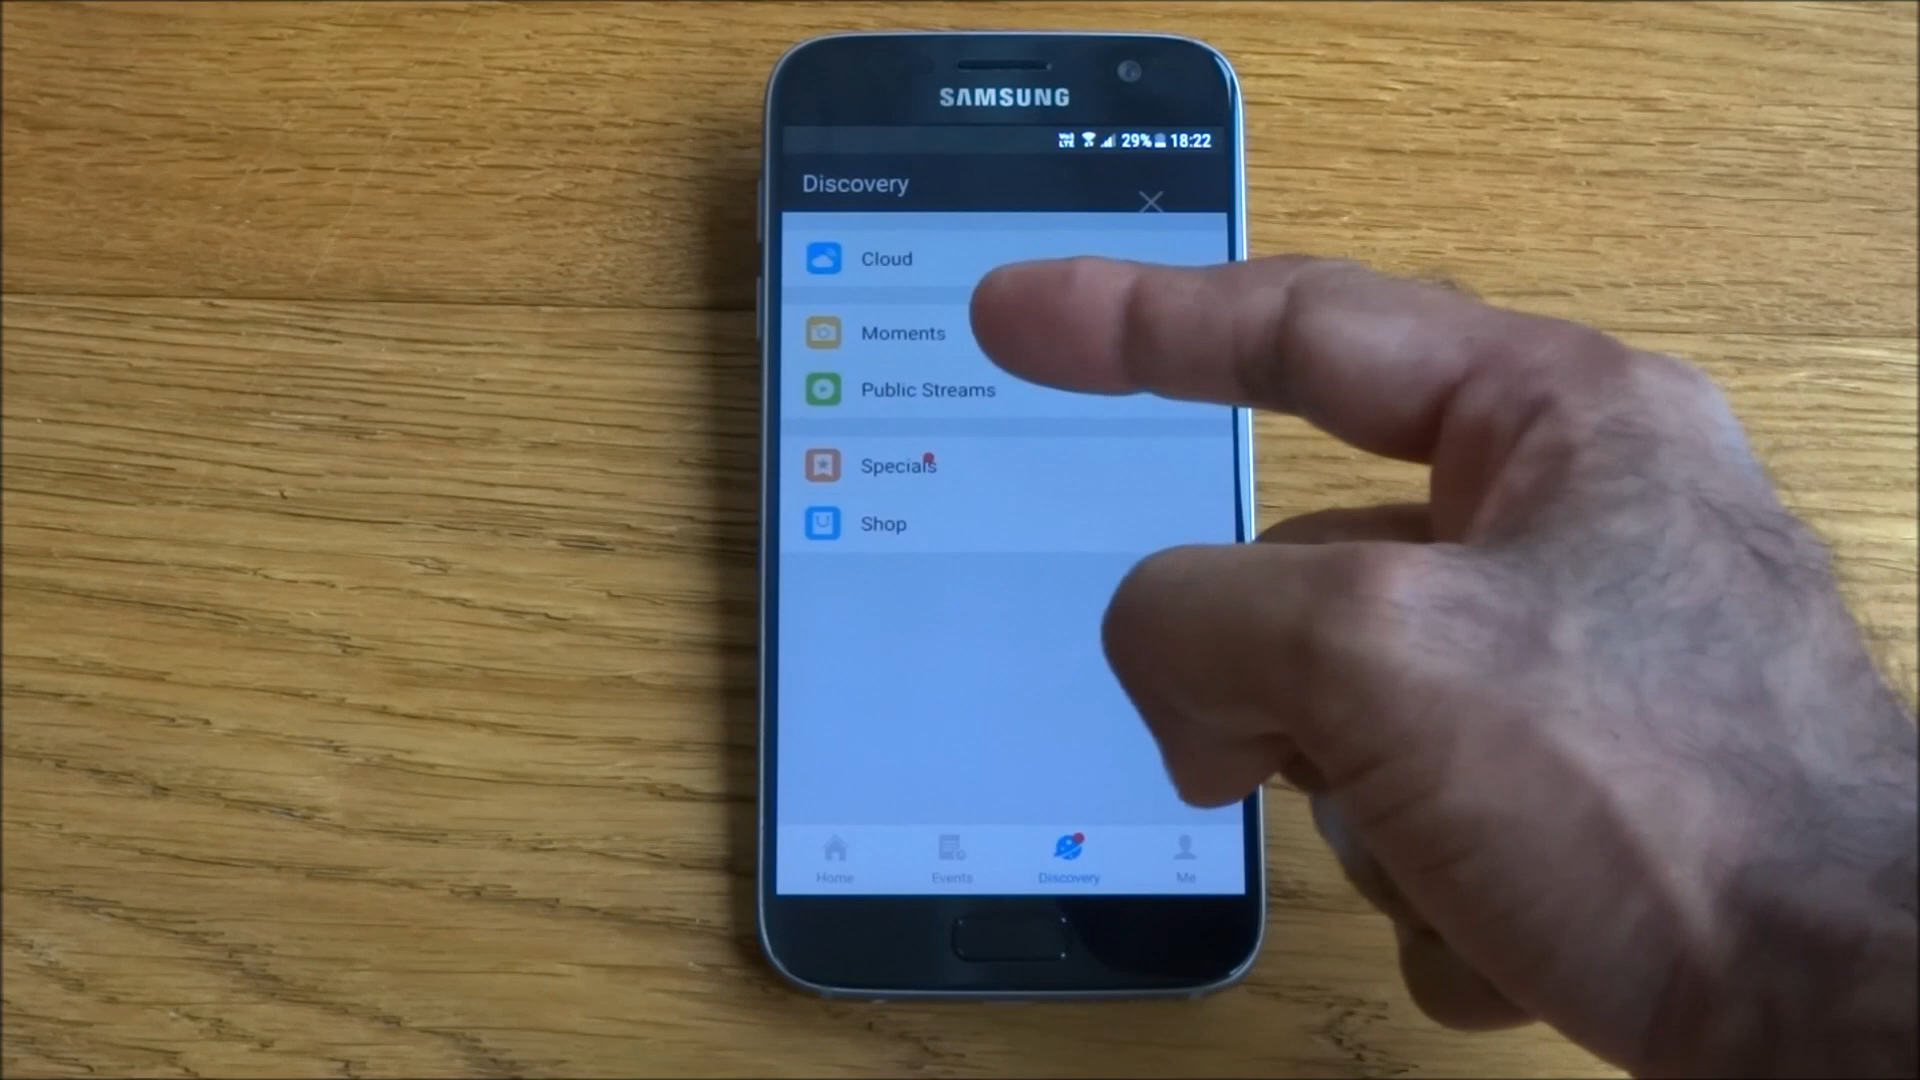 SAMSUNG
29% 18:22
Discovery
Cloud
Moments
Public Streams
Specials
Shop
Home
Events
Discovery
Me